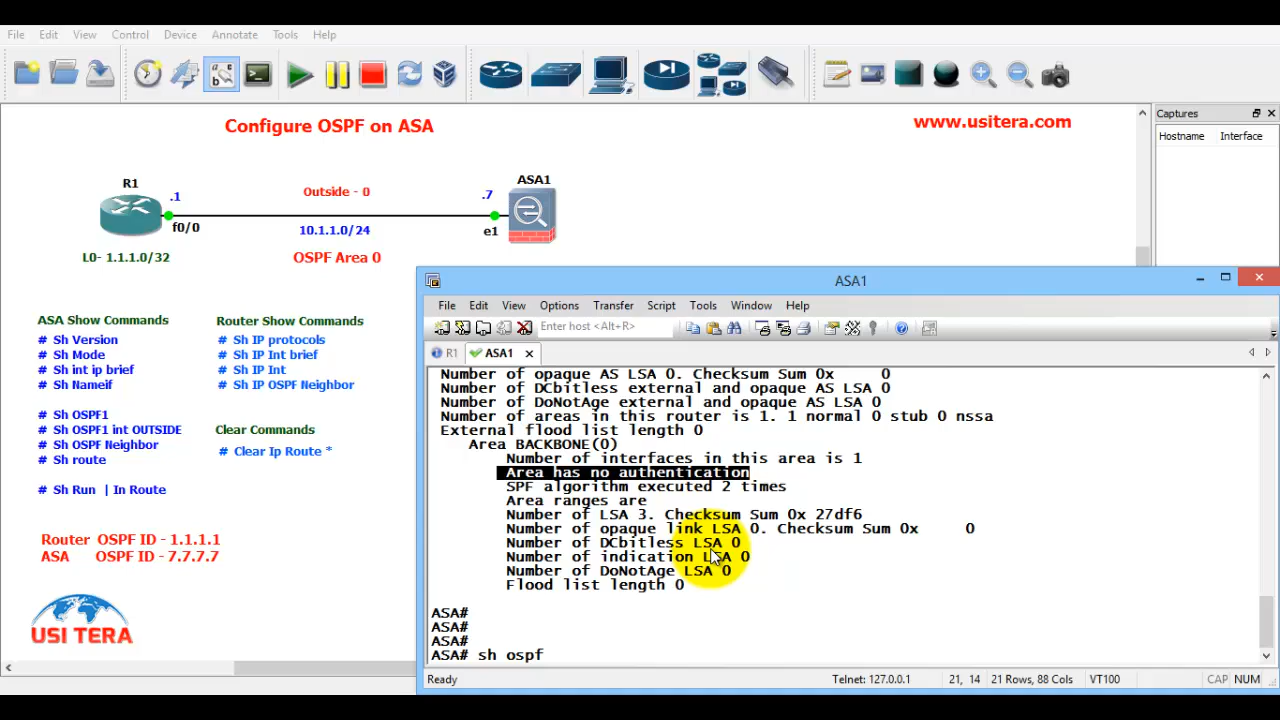 File Edit View Control Device Annotate Tools Help
Configure OSPF on ASA
www.usitera.com
Captures
Hostname Interface
R1
ASA1
.1
Outside - 0
.7
f0/0
10.1.1.0/24
e1
L0- 1.1.1.0/32
OSPF Area 0
ASA Show Commands
# Sh Version
# Sh Mode
# Sh int ip brief
# Sh Nameif
# Sh OSPF1
# Sh OSPF1 int OUTSIDE
# Sh OSPF Neighbor
# Sh route
# Sh Run | In Route
Router Show Commands
# Sh IP protocols
# Sh IP Int brief
# Sh IP Int
# Sh IP OSPF Neighbor
Clear Commands
# Clear Ip Route *
Router OSPF ID - 1.1.1.1
ASA OSPF ID - 7.7.7.7
USI TERA
ASA1
File Edit View Options Transfer Script Tools Window Help
Enter host <Alt+R>
R1 ASA1
Number of opaque AS LSA 0. Checksum Sum 0x 0
Number of DCbitless external and opaque AS LSA 0
Number of DoNotAge external and opaque AS LSA 0
Number of areas in this router is 1. 1 normal 0 stub 0 nssa
External flood list length 0
Area BACKBONE(0)
Number of interfaces in this area is 1
Area has no authentication
SPF algorithm executed 2 times
Area ranges are
Number of LSA 3. Checksum Sum 0x 27df6
Number of opaque link LSA 0. Checksum Sum 0x 0
Number of DCbitless LSA 0
Number of indication LSA 0
Number of DoNotAge LSA 0
Flood list length 0
ASA#
ASA#
ASA#
ASA# sh ospf
Ready Telnet: 127.0.0.1 21, 14 21 Rows, 88 Cols VT100 CAP NUM